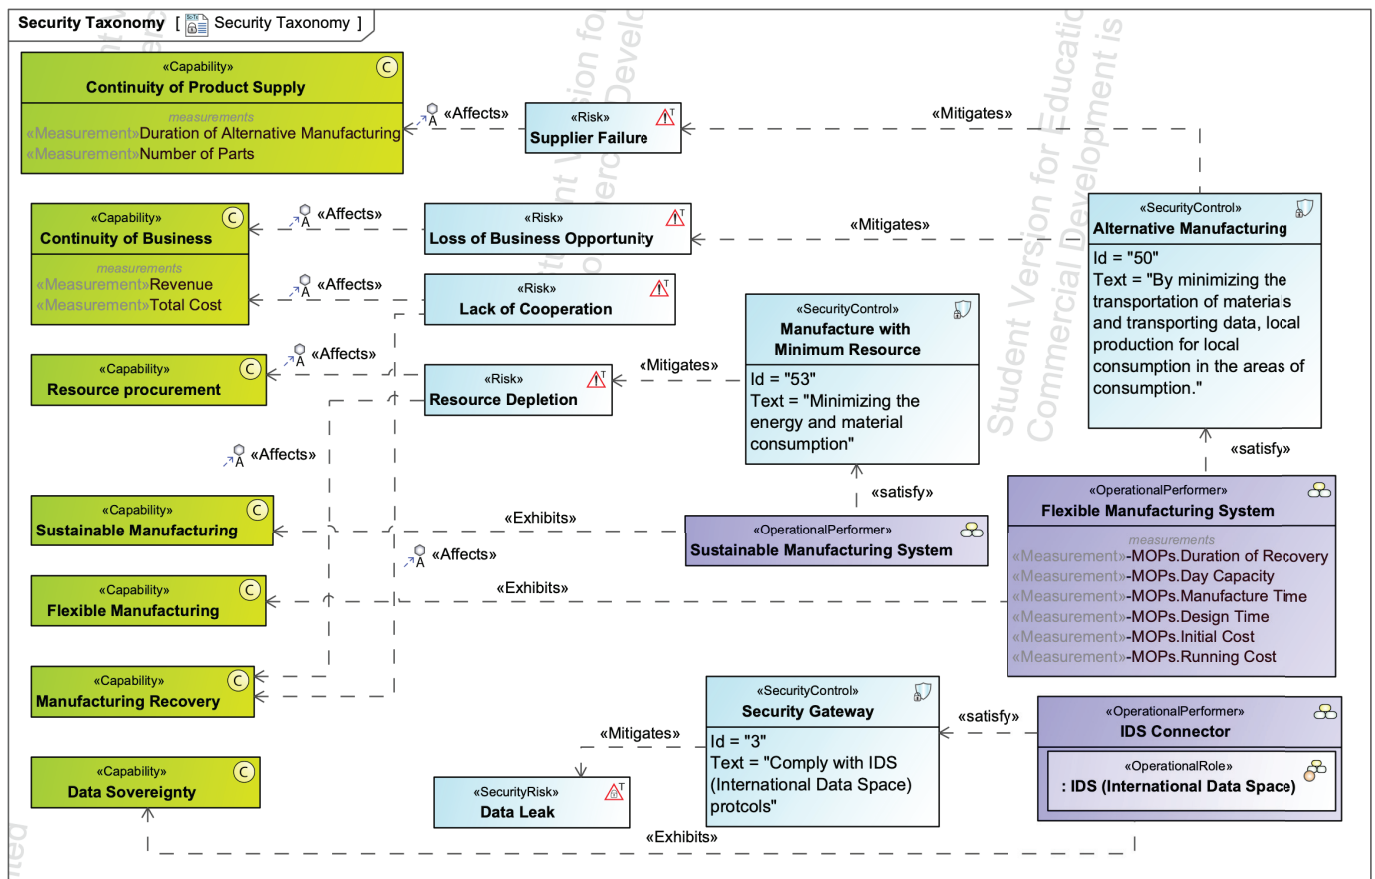 Security Taxonomy [ Security Taxonomy ]
«Capability»
Continuity of Product Supply
measurements
«Measurement»Duration of Alternative Manufacturing
«Measurement»Number of Parts
«Affects»
«Risk»
Supplier Failure
«Mitigates»
«Capability»
Continuity of Business
measurements
«Measurement»Revenue
«Measurement»Total Cost
«Affects»
«Risk»
Loss of Business Opportunity
«Mitigates»
«SecurityControl»
Alternative Manufacturing
Id = "50"
Text = "By minimizing the
transportation of materials
and transporting data, local
production for local
consumption in the areas of
consumption."
«Affects»
«Risk»
Lack of Cooperation
«SecurityControl»
Manufacture with
Minimum Resource
Id = "53"
Text = "Minimizing the
energy and material
consumption"
«Capability»
Resource procurement
«Affects»
«Risk»
Resource Depletion
«Mitigates»
«Affects»
«satisfy»
«satisfy»
«Capability»
Sustainable Manufacturing
«Exhibits»
«OperationalPerformer»
Sustainable Manufacturing System
«OperationalPerformer»
Flexible Manufacturing System
measurements
«Measurement»-MOPs.Duration of Recovery
«Measurement»-MOPs.Day Capacity
«Measurement»-MOPs.Manufacture Time
«Measurement»-MOPs.Design Time
«Measurement»-MOPs.Initial Cost
«Measurement»-MOPs.Running Cost
«Affects»
«Capability»
Flexible Manufacturing
«Exhibits»
«Capability»
Manufacturing Recovery
«SecurityControl»
Security Gateway
Id = "3"
Text = "Comply with IDS
(International Data Space)
protcols"
«satisfy»
«OperationalPerformer»
IDS Connector
«OperationalRole»
: IDS (International Data Space)
«Mitigates»
«Capability»
Data Sovereignty
«SecurityRisk»
Data Leak
«Exhibits»
Student Version for Educatio
Commercial Development is